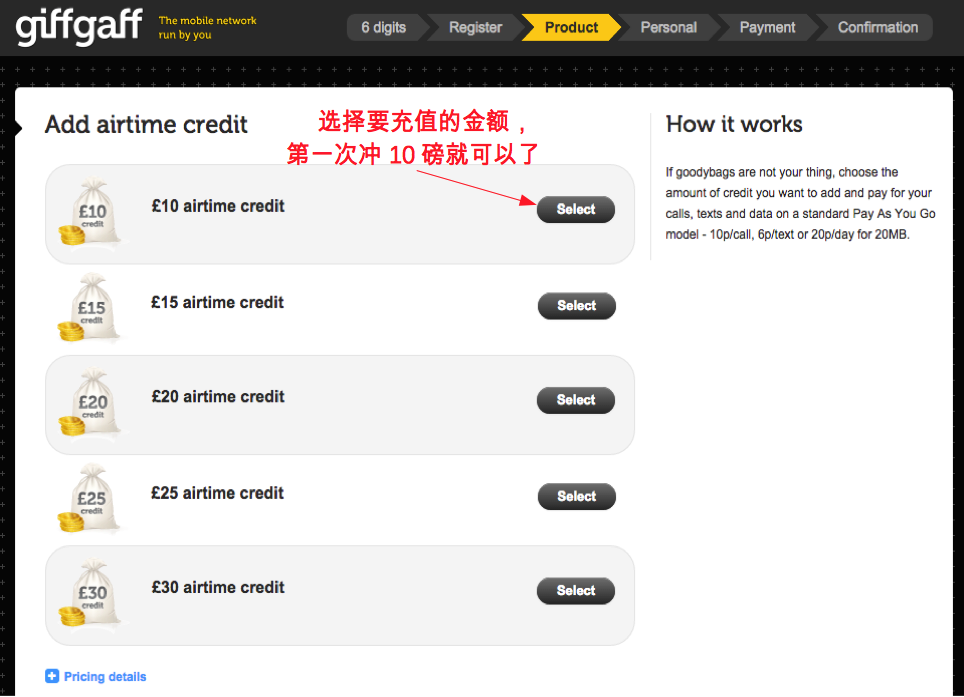 giffgaff
The mobile network
run by you
6 digits
Register
Product
Personal
Payment
Confirmation
Add airtime credit
选择要充值的金额，
第一次冲 10 磅就可以了
£10
credit
£10 airtime credit
Select
£15
credit
£15 airtime credit
Select
£20
credit
£20 airtime credit
Select
£25
credit
£25 airtime credit
Select
£30
credit
£30 airtime credit
Select
Pricing details
How it works
If goodybags are not your thing, choose the
amount of credit you want to add and pay for your
calls, texts and data on a standard Pay As You Go
model - 10p/call, 6p/text or 20p/day for 20MB.